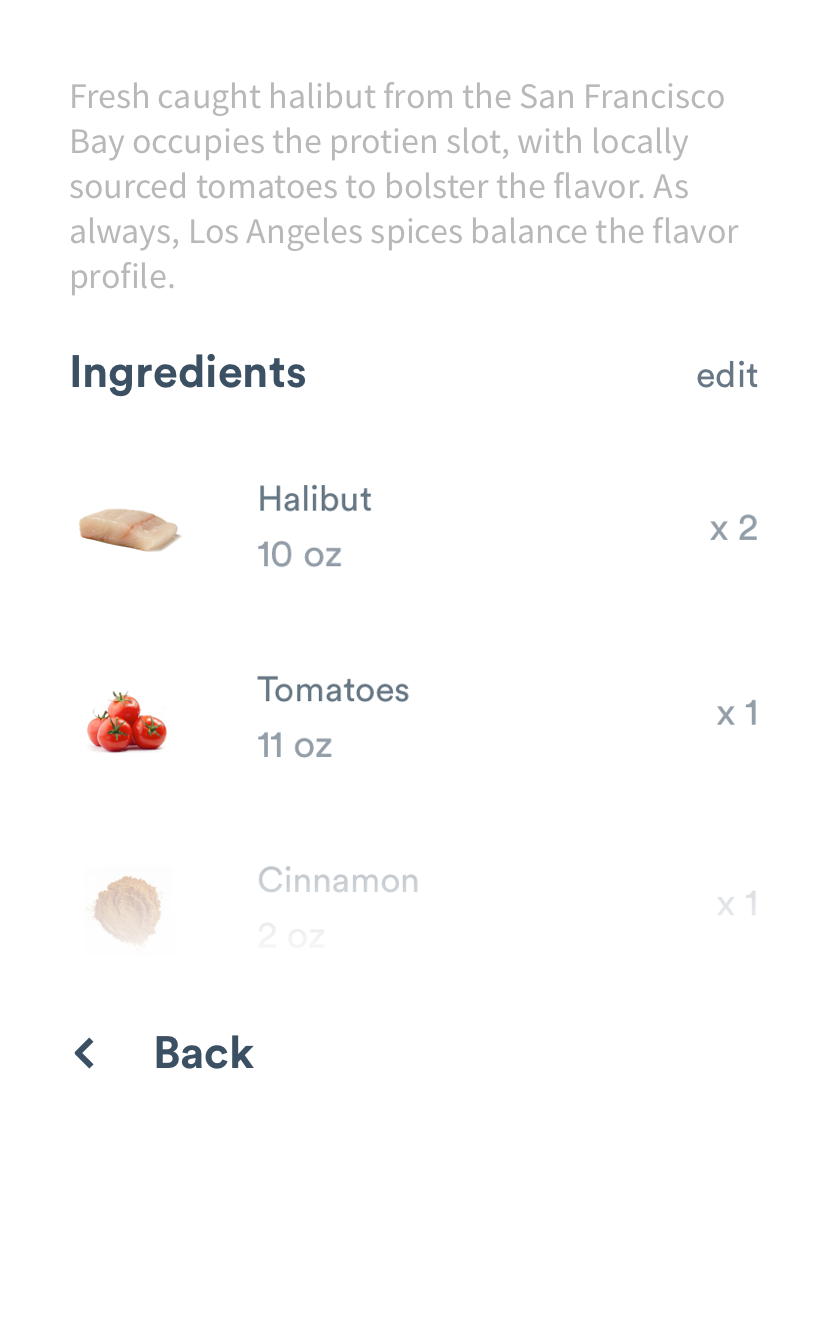 Fresh caught halibut from the San Francisco
Bay occupies the protien slot, with locally
sourced tomatoes to bolster the flavor. As
always, Los Angeles spices balance the flavor
profile.
Ingredients
edit
Halibut
10 oz
x 2
Tomatoes
11 oz
x 1
Cinnamon
2 oz
x 1
Back